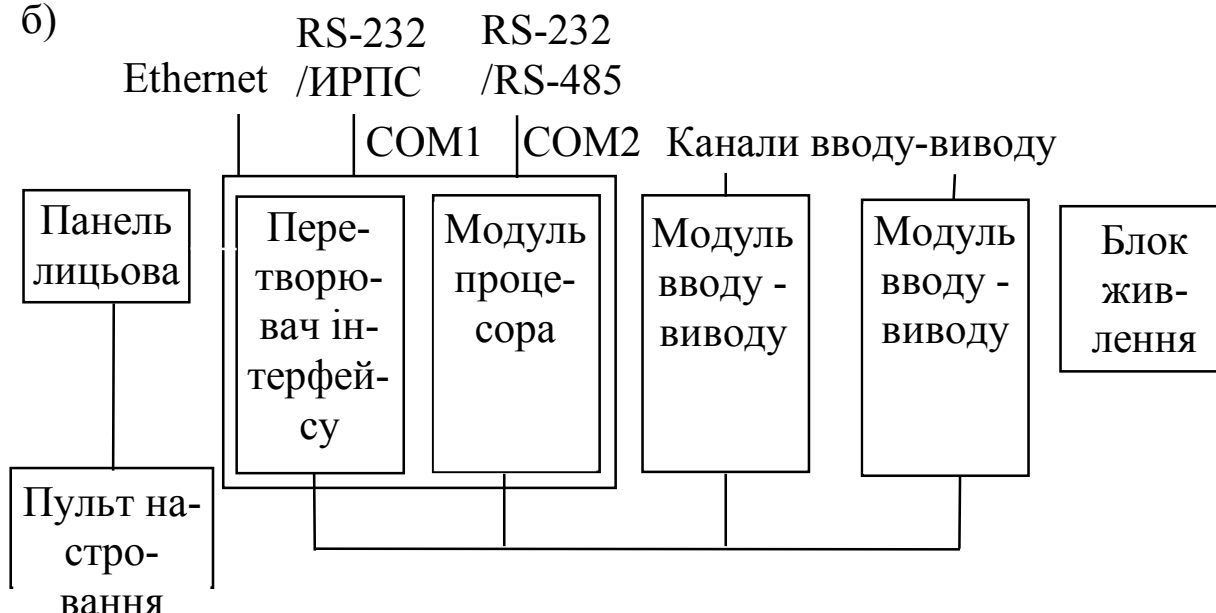 б)
RS-232
/ИРПС
RS-232
/RS-485
Ethernet
COM1
COM2
Канали вводу-виводу
Панель
лицьова
Пере-
творю-
вач ін-
терфей-
су
Модуль
проце-
сора
Модуль
вводу -
виводу
Модуль
вводу -
виводу
Блок
жив-
лення
Пульт на-
стро-
вання